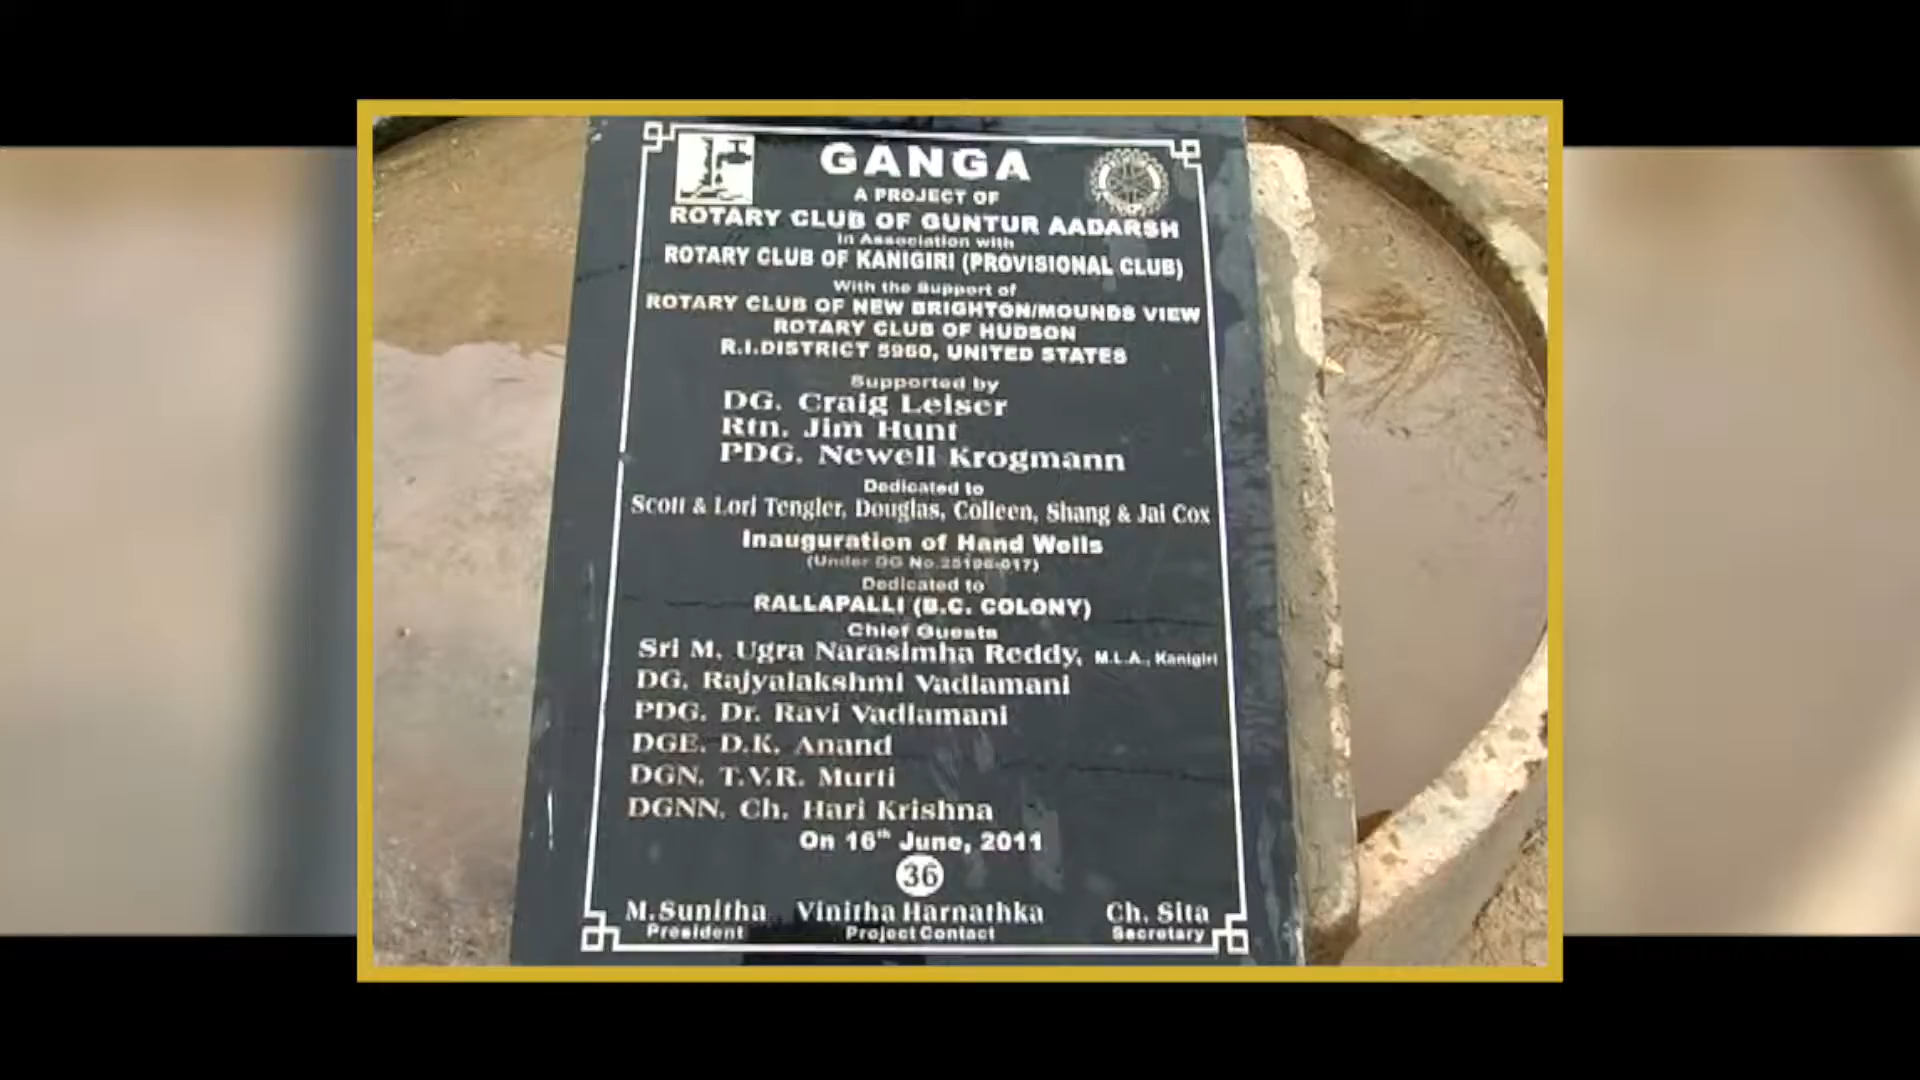 GANGA
A PROJECT OF
ROTARY CLUB OF GUNTUR AADARSH
In Association with
ROTARY CLUB OF KANIGIRI (PROVISIONAL CLUB)
With the Support of
ROTARY CLUB OF NEW BRIGHTON/MOUNDS VIEW
ROTARY CLUB OF HUDSON
R.I.DISTRICT 5960, UNITED STATES
Supported by
DG. Craig Leiser
Rtn. Jim Hunt
PDG. Newell Krogmann
Dedicated to
Scott & Lori Tengler, Douglas, Colleen, Shang & Jai Cox
Inauguration of Hand Wells
(Under DG No.25196-017)
Dedicated to
RALLAPALLI (B.C. COLONY)
Chief Guests
Sri M. Ugra Narasimha Reddy, M.L.A., Kanigiri
DG. Rajyalakshmi Vadlamani
PDG. Dr. Ravi Vadlamani
DGE. D.K. Anand
DGN. T.V.R. Murti
DGNN. Ch. Hari Krishna
On 16th June, 2011
36
M.Sunitha Vinitha Harnathka Ch. Sita
President Project Contact Secretary